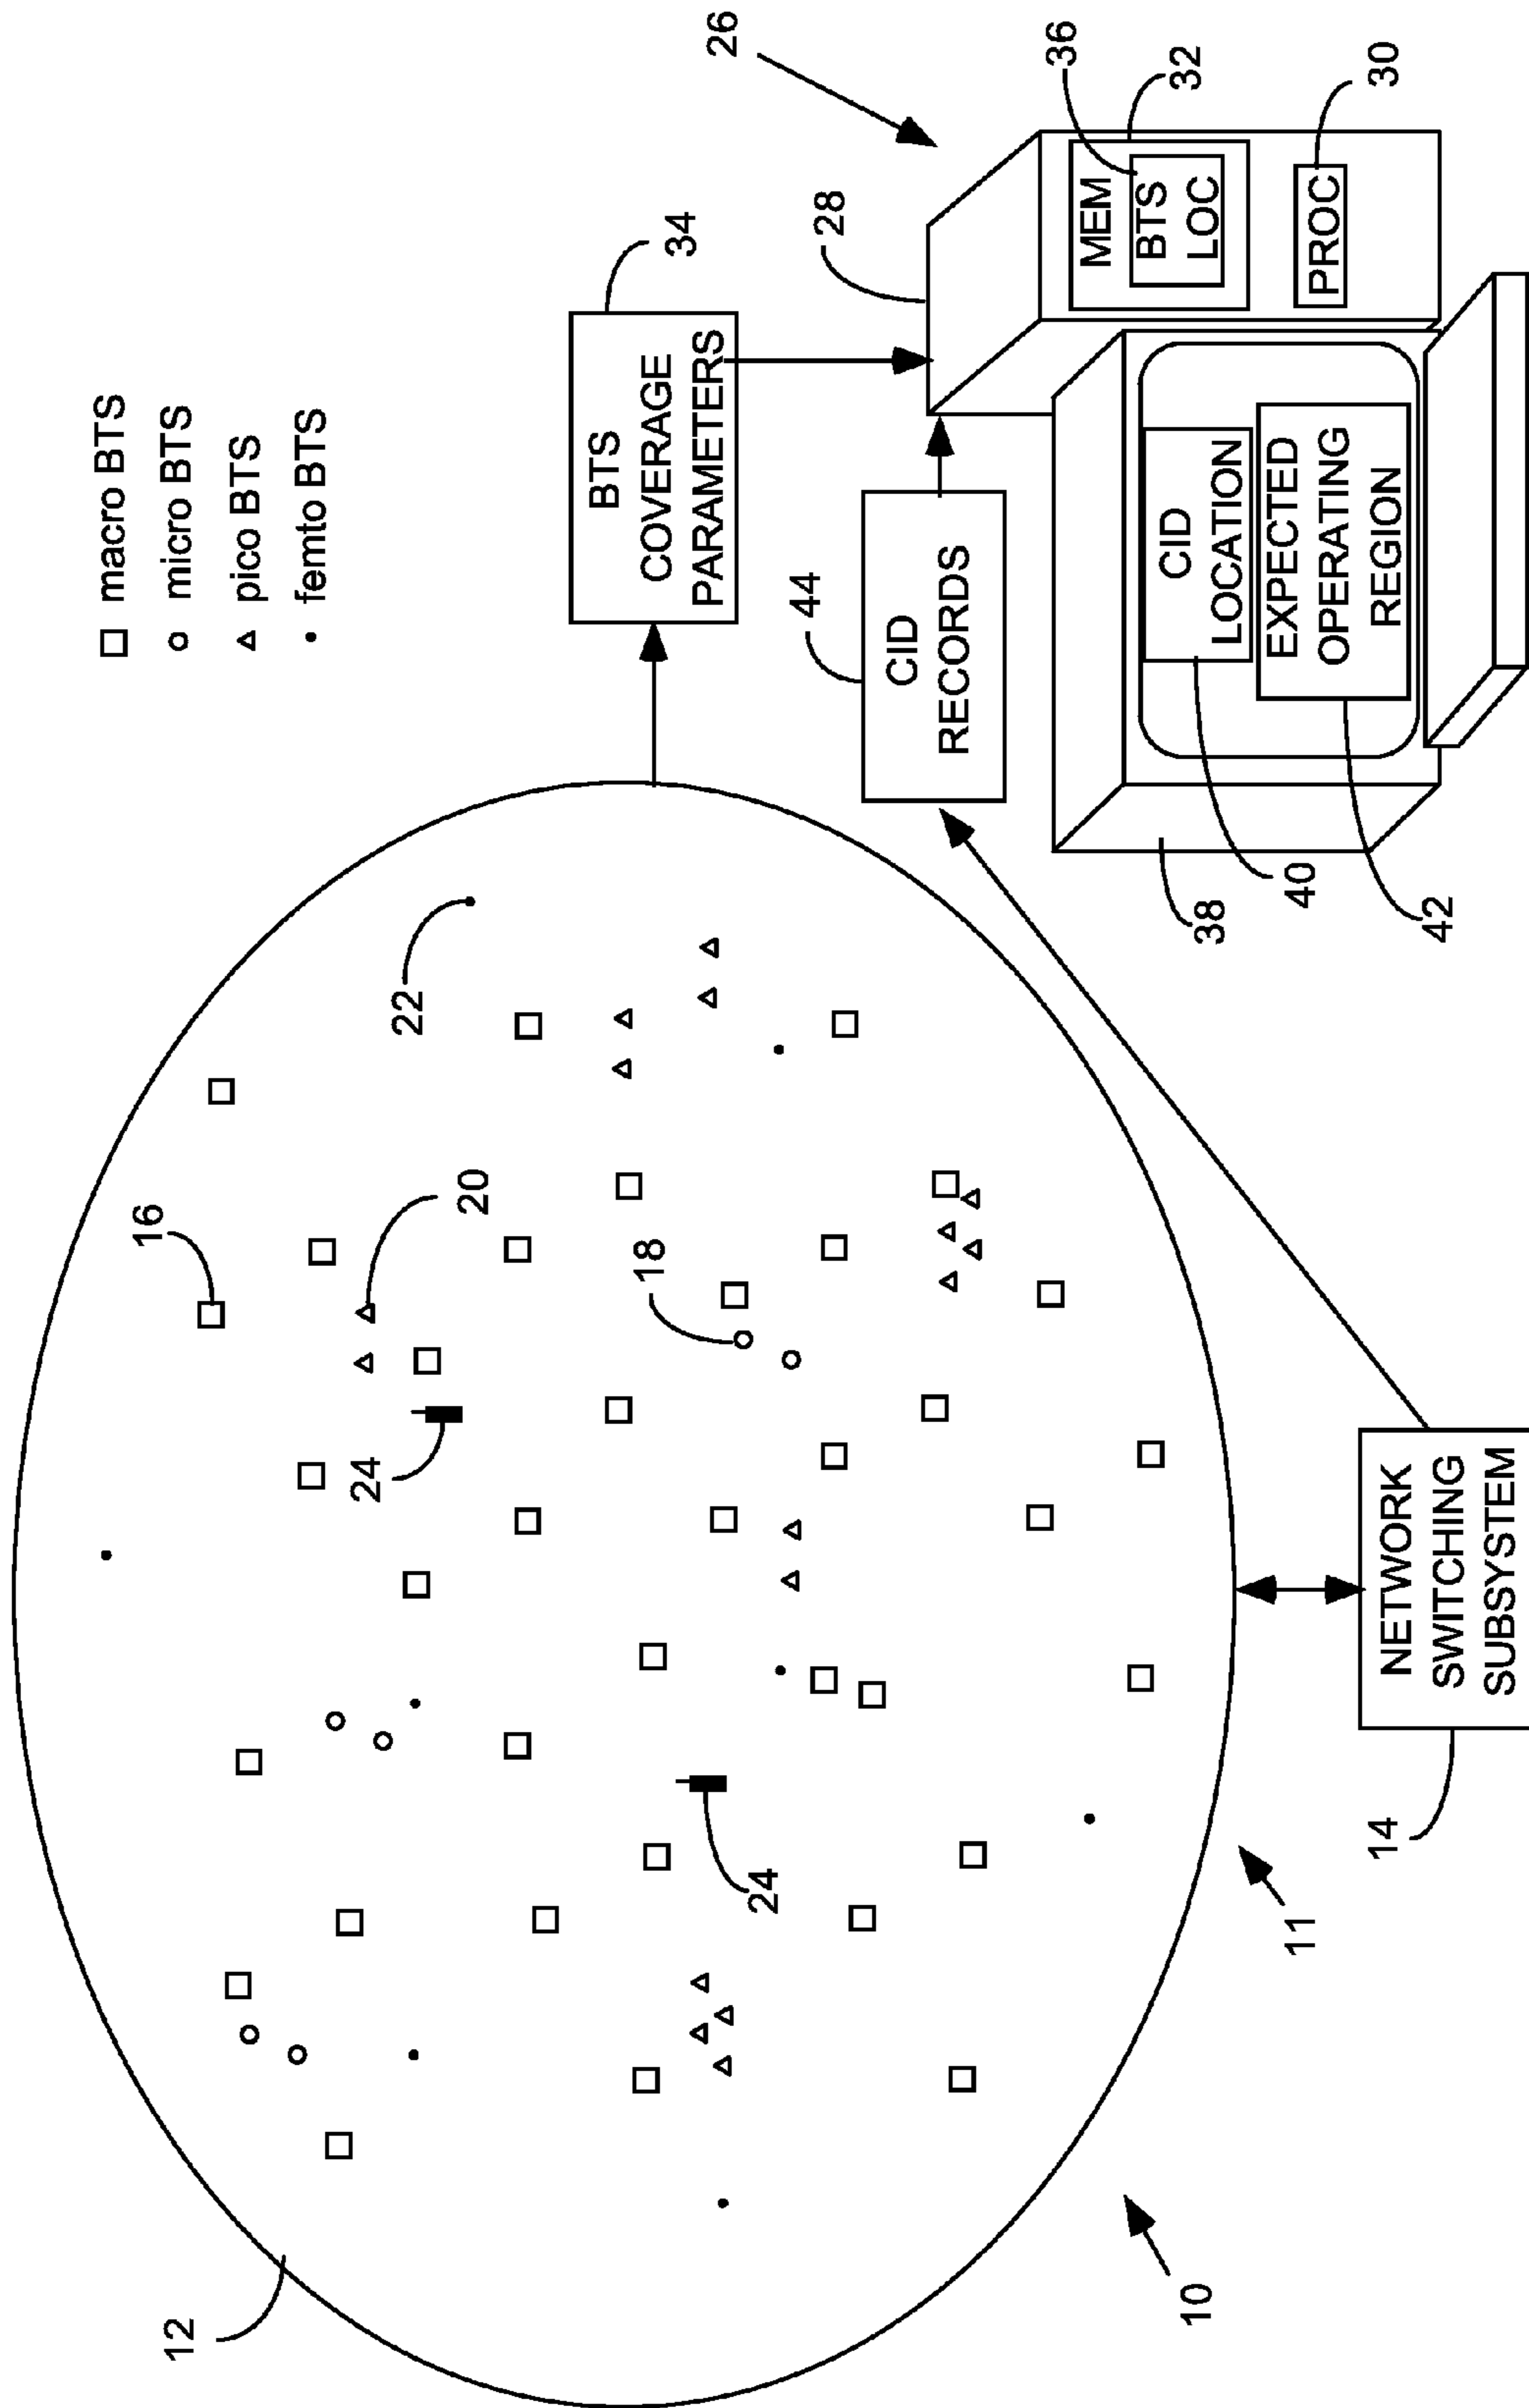 macro BTS
micro BTS
pico BTS
femto BTS
12
16
20
22
24
24
18
10
11
14
NETWORK
SWITCHING
SUBSYSTEM
BTS
COVERAGE
PARAMETERS
34
44
CID
RECORDS
26
28
MEM
BTS
LOC
36
32
PROC
30
CID
LOCATION
EXPECTED
OPERATING
REGION
38
40
42